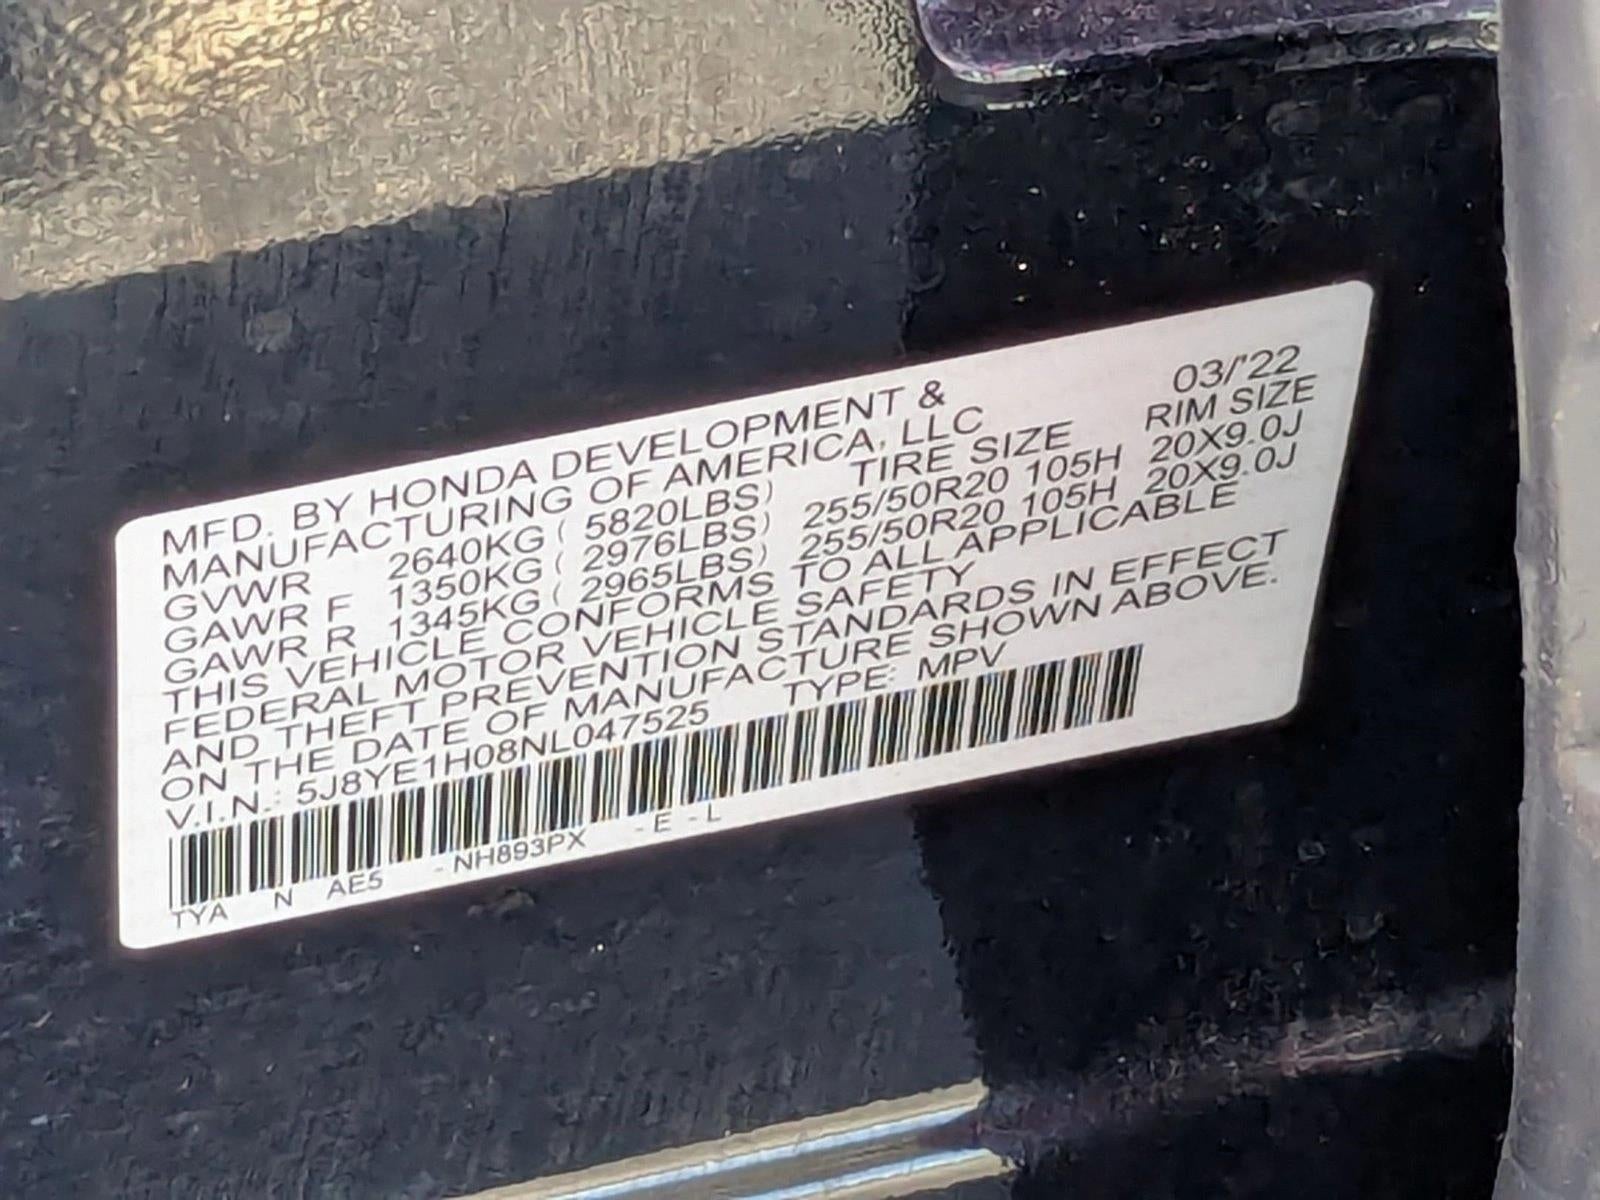 MFD. BY HONDA DEVELOPMENT & 03/'22
MANUFACTURING OF AMERICA, LLC
TIRE SIZE RIM SIZE
GVWR 2640KG ( 5820LBS)
GAWR F 1350KG ( 2976LBS) 255/50R20 105H 20X9.0J
GAWR R 1345KG ( 2965LBS) 255/50R20 105H 20X9.0J
THIS VEHICLE CONFORMS TO ALL APPLICABLE
FEDERAL MOTOR VEHICLE SAFETY
AND THEFT PREVENTION STANDARDS IN EFFECT
ON THE DATE OF MANUFACTURE SHOWN ABOVE.
V.I.N.: 5J8YE1H08NL047525 TYPE: MPV
TYA N AE5 -NH893PX -E -L